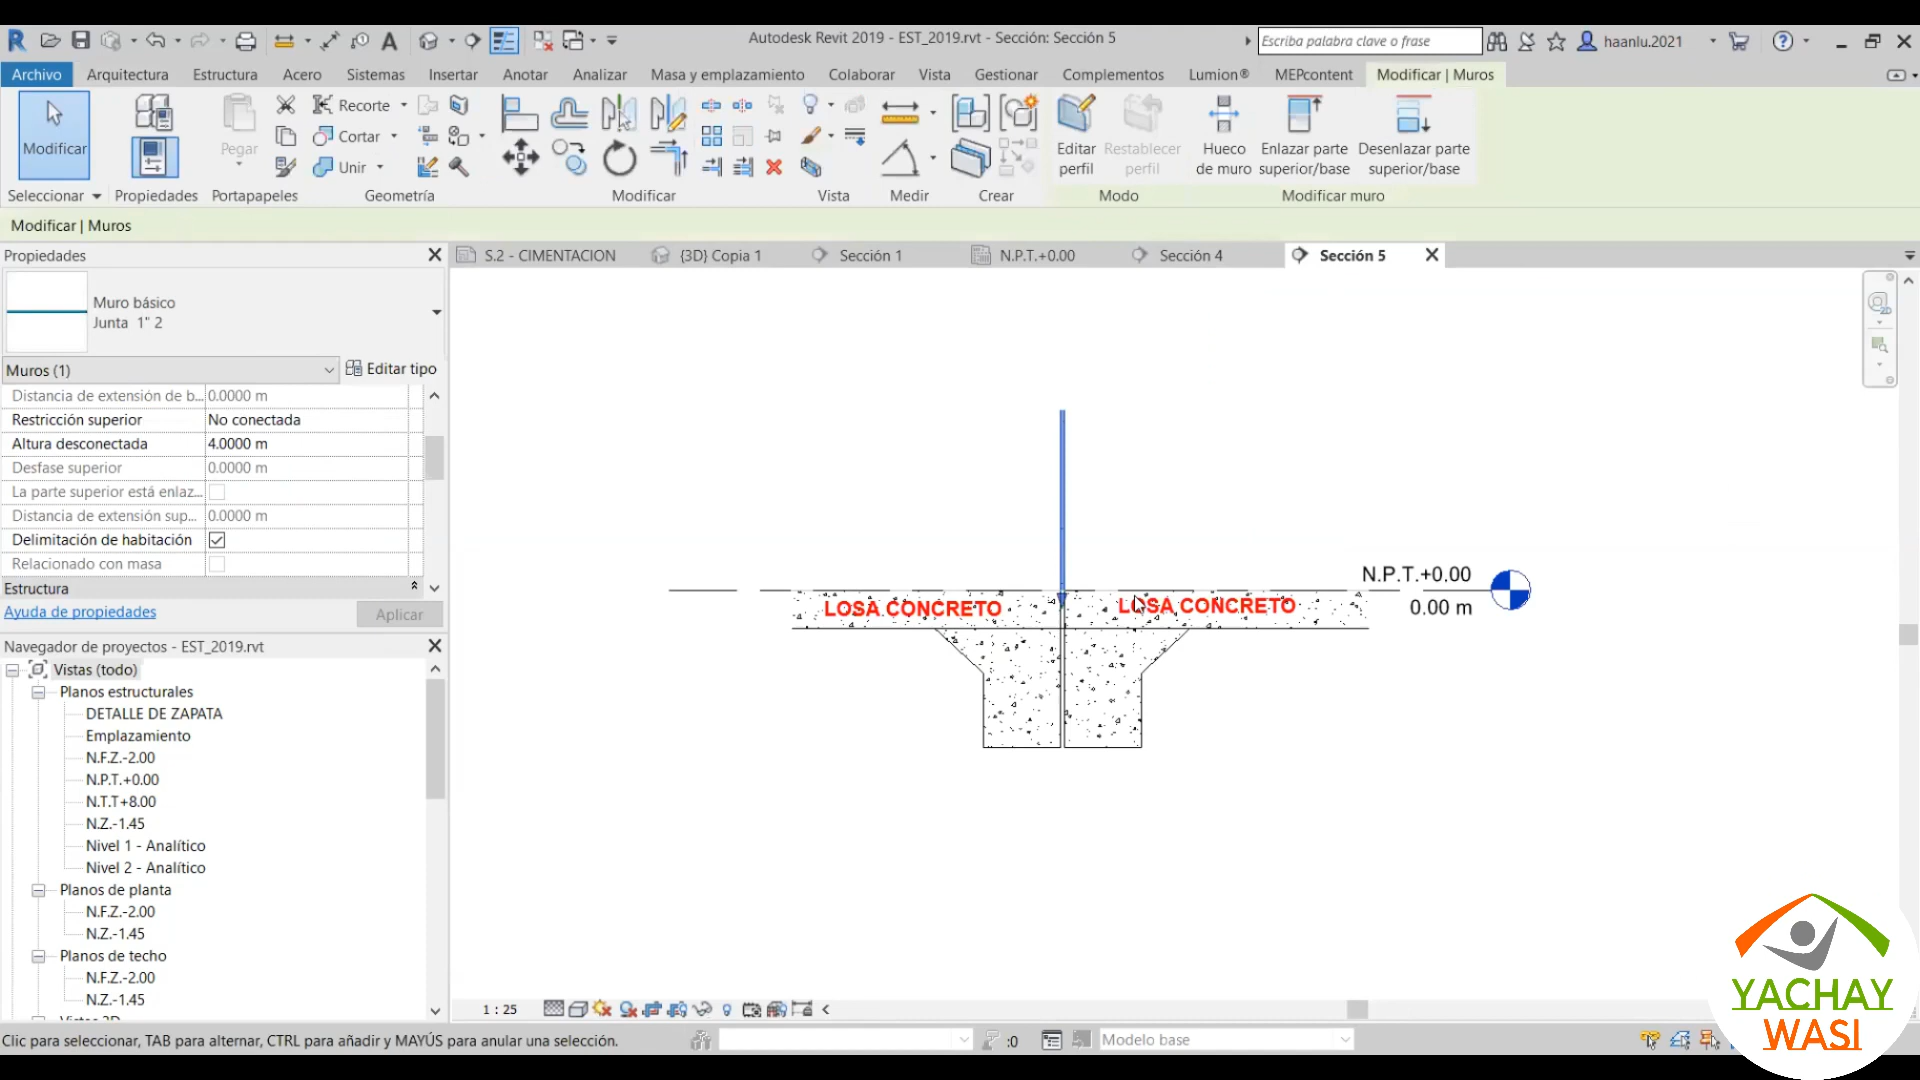 Autodesk Revit 2019 - EST_2019.rvt - Sección: Sección 5
Escriba palabra clave o frase
haanlu.2021
Archivo Arquitectura Estructura Acero Sistemas Insertar Anotar Analizar Masa y emplazamiento Colaborar Vista Gestionar Complementos Lumion® MEPcontent Modificar | Muros
Modificar
Pegar
Recorte
Cortar
Unir
Editar perfil
Restablecer perfil
Hueco de muro
Enlazar parte superior/base
Desenlazar parte superior/base
Seleccionar Propiedades Portapapeles Geometría Modificar Vista Medir Crear Modo Modificar muro
Modificar | Muros
Propiedades
S.2 - CIMENTACION {3D} Copia 1 Sección 1 N.P.T.+0.00 Sección 4 Sección 5
Muro básico
Junta 1" 2
Muros (1) Editar tipo
Distancia de extensión de b... 0.0000 m
Restricción superior No conectada
Altura desconectada 4.0000 m
Desfase superior 0.0000 m
La parte superior está enlaz...
Distancia de extensión sup... 0.0000 m
Delimitación de habitación
Relacionado con masa
Estructura
Ayuda de propiedades Aplicar
Navegador de proyectos - EST_2019.rvt
Vistas (todo)
Planos estructurales
DETALLE DE ZAPATA
Emplazamiento
N.F.Z.-2.00
N.P.T.+0.00
N.T.T+8.00
N.Z.-1.45
Nivel 1 - Analítico
Nivel 2 - Analítico
Planos de planta
N.F.Z.-2.00
N.Z.-1.45
Planos de techo
N.F.Z.-2.00
N.Z.-1.45
N.P.T.+0.00
0.00 m
LOSA CONCRETO
LOSA CONCRETO
2D
1 : 25
Clic para seleccionar, TAB para alternar, CTRL para añadir y MAYÚS para anular una selección.
:0
Modelo base
YACHAY
WASI